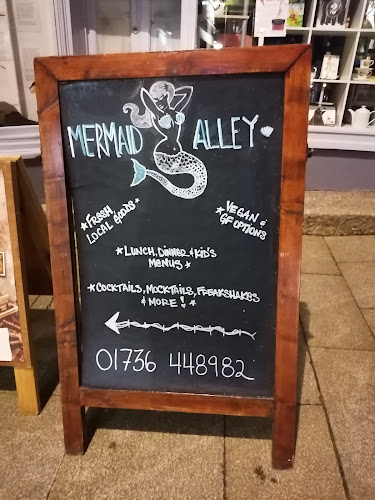 MERMAID ALLEY
*FRESH LOCAL GOODS*
*VEGAN & GF OPTIONS
*LUNCH, DINNER & KID'S
MENUS*
*COCKTAILS, MOCKTAILS, FREAKSHAKES
& MORE!*
01736 448982